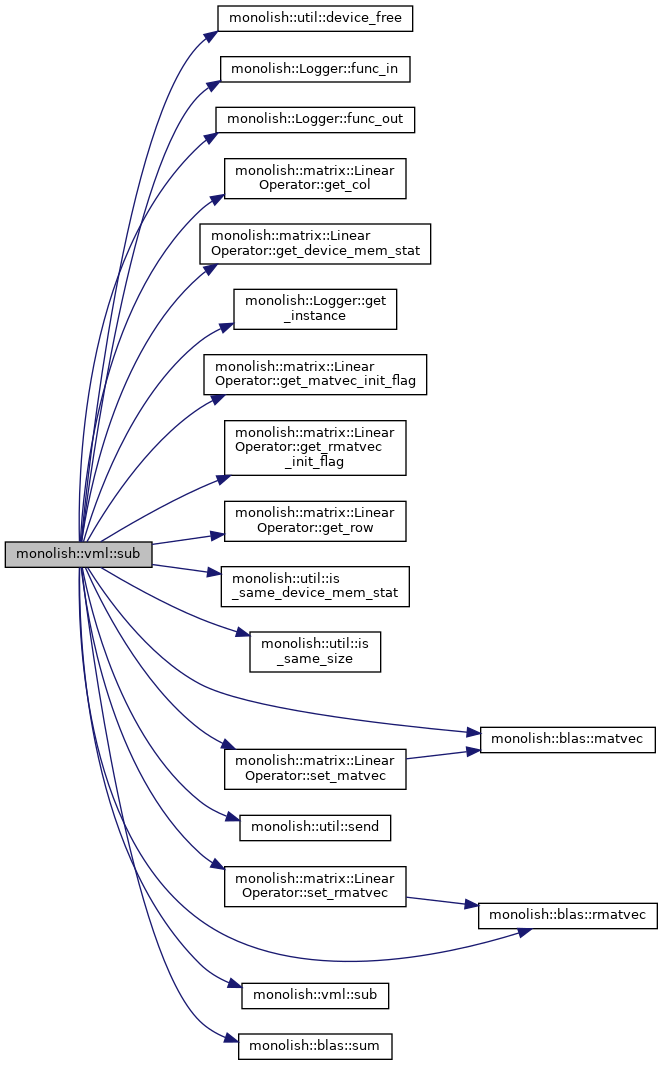 monolish::util::device_free
monolish::Logger::func_in
monolish::Logger::func_out
monolish::matrix::Linear
Operator::get_col
monolish::matrix::Linear
Operator::get_device_mem_stat
monolish::Logger::get
_instance
monolish::matrix::Linear
Operator::get_matvec_init_flag
monolish::matrix::Linear
Operator::get_rmatvec
_init_flag
monolish::matrix::Linear
Operator::get_row
monolish::vml::sub
monolish::util::is
_same_device_mem_stat
monolish::util::is
_same_size
monolish::blas::matvec
monolish::matrix::Linear
Operator::set_matvec
monolish::util::send
monolish::matrix::Linear
Operator::set_rmatvec
monolish::blas::rmatvec
monolish::vml::sub
monolish::blas::sum